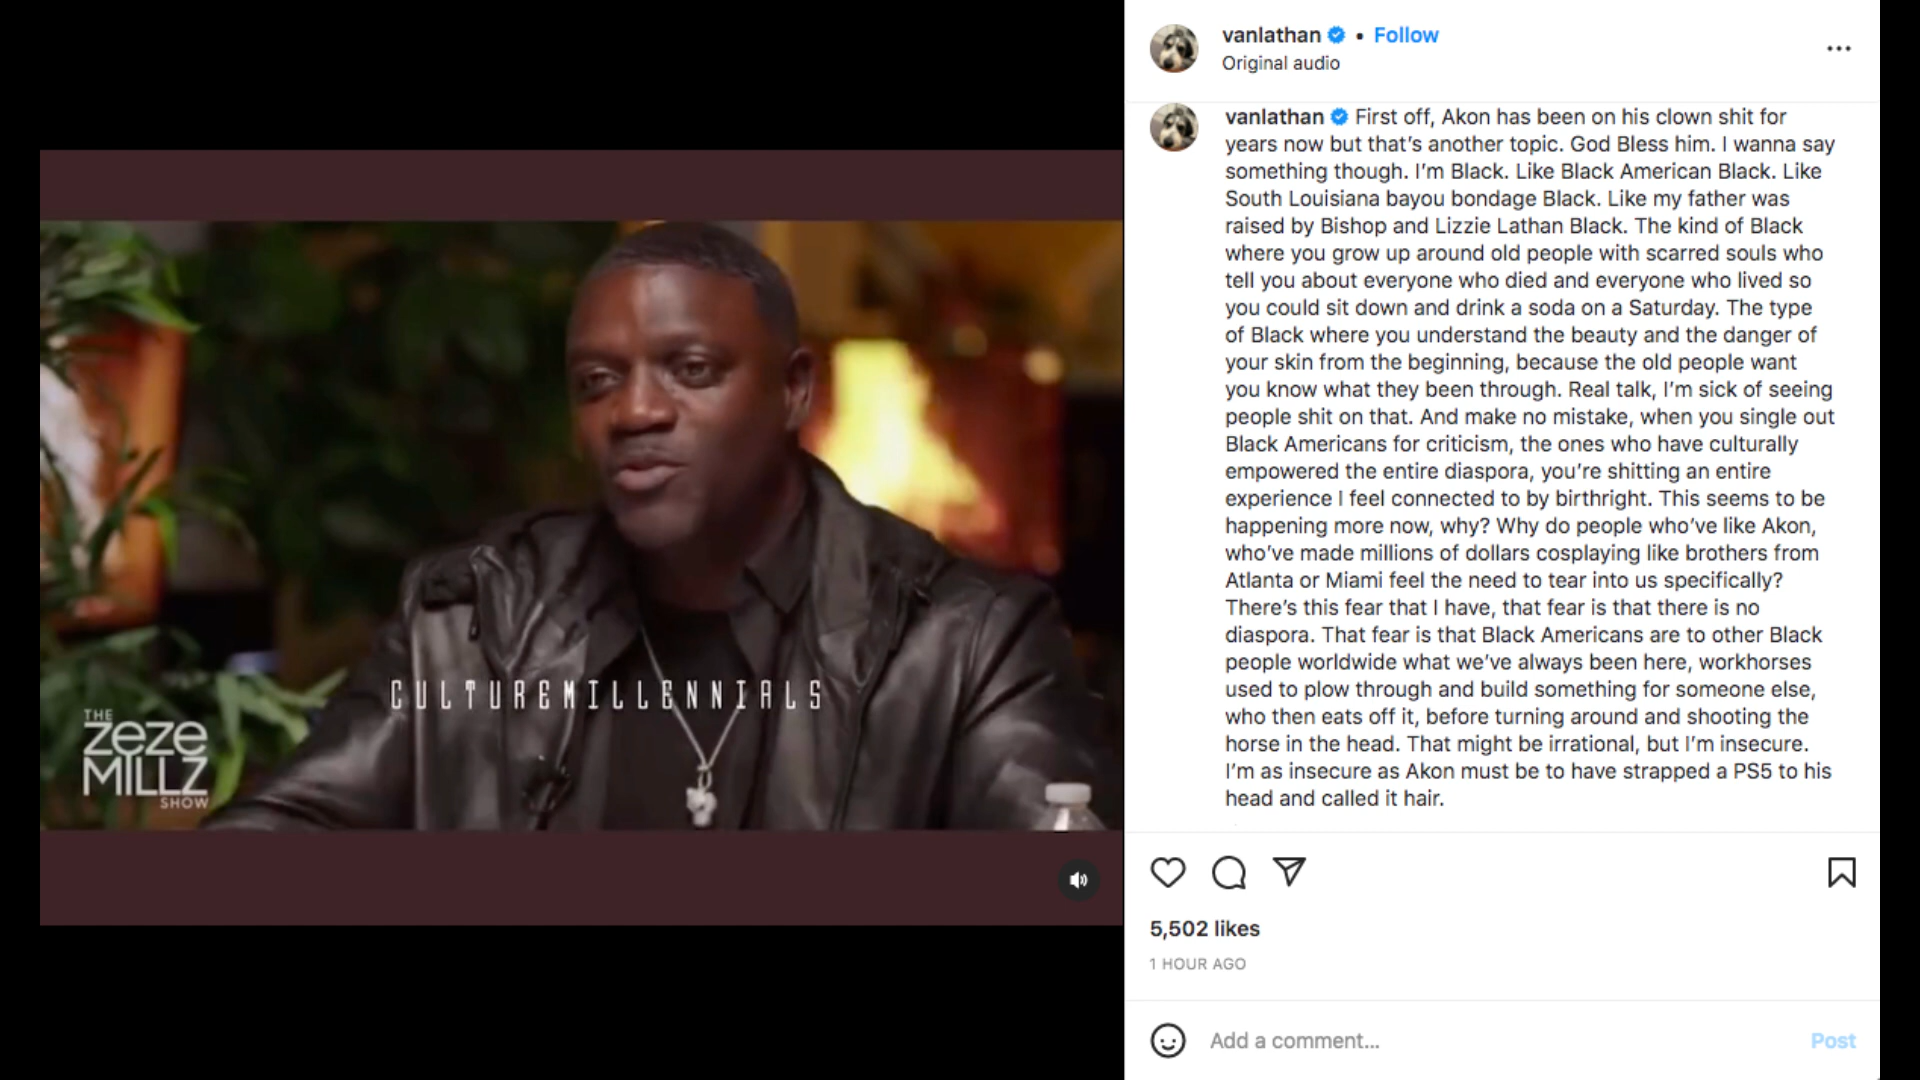 CULTUREMILLENNIALS
THE
zeze
MILLZ
SHOW
vanlathan • Follow
Original audio
vanlathan First off, Akon has been on his clown shit for
years now but that's another topic. God Bless him. I wanna say
something though. I'm Black. Like Black American Black. Like
South Louisiana bayou bondage Black. Like my father was
raised by Bishop and Lizzie Lathan Black. The kind of Black
where you grow up around old people with scarred souls who
tell you about everyone who died and everyone who lived so
you could sit down and drink a soda on a Saturday. The type
of Black where you understand the beauty and the danger of
your skin from the beginning, because the old people want
you know what they been through. Real talk, I'm sick of seeing
people shit on that. And make no mistake, when you single out
Black Americans for criticism, the ones who have culturally
empowered the entire diaspora, you're shitting an entire
experience I feel connected to by birthright. This seems to be
happening more now, why? Why do people who've like Akon,
who've made millions of dollars cosplaying like brothers from
Atlanta or Miami feel the need to tear into us specifically?
There's this fear that I have, that fear is that there is no
diaspora. That fear is that Black Americans are to other Black
people worldwide what we've always been here, workhorses
used to plow through and build something for someone else,
who then eats off it, before turning around and shooting the
horse in the head. That might be irrational, but I'm insecure.
I'm as insecure as Akon must be to have strapped a PS5 to his
head and called it hair.
5,502 likes
1 HOUR AGO
Add a comment...
Post